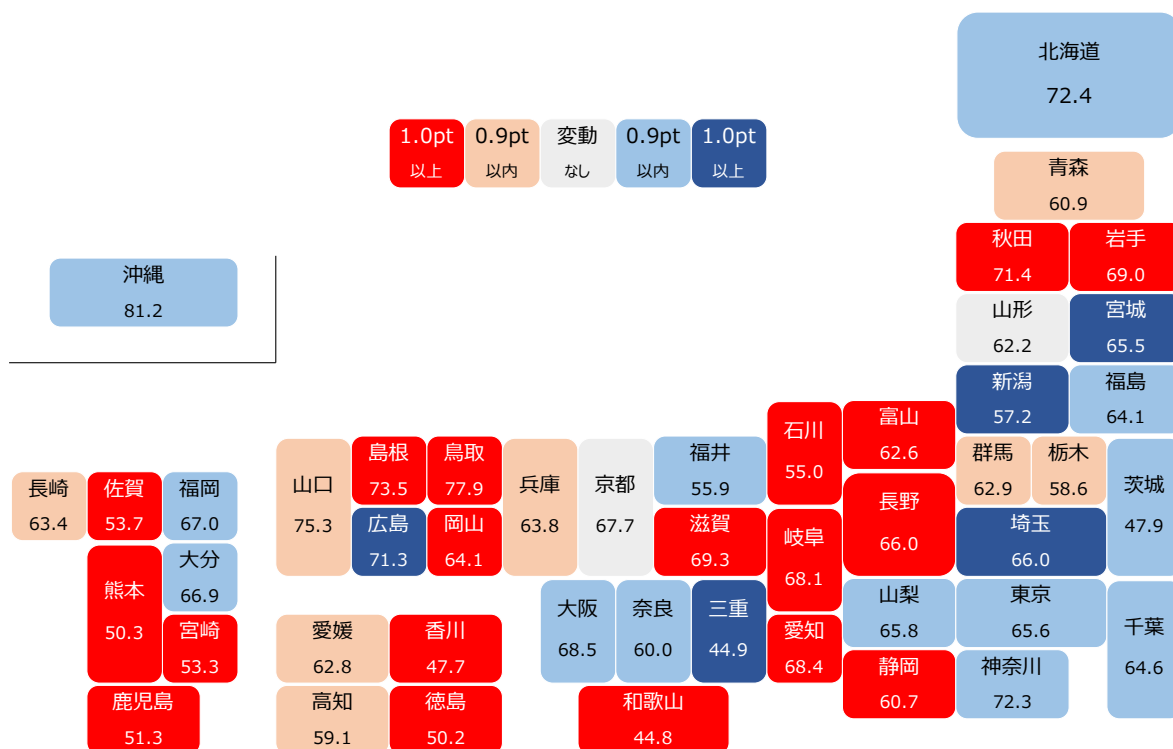 北海道
72.4
1.0pt 0.9pt 変動 0.9pt 1.0pt
以上 以内 なし 以内 以上
青森
60.9
秋田 岩手
71.4 69.0
沖縄
81.2
山形 宮城
62.2 65.5
新潟 福島
57.2 64.1
石川
55.0
富山
62.6
群馬 栃木
62.9 58.6
茨城
47.9
長崎 佐賀 福岡
63.4 53.7 67.0
山口
75.3
島根 鳥取
73.5 77.9
兵庫
63.8
京都
67.7
福井
55.9
長野
66.0
広島 岡山
71.3 64.1
滋賀
69.3
岐阜
68.1
埼玉
66.0
熊本
50.3
大分
66.9
宮崎
53.3
大阪 奈良 三重
68.5 60.0 44.9
山梨 東京
65.8 65.6
千葉
64.6
愛媛 香川
62.8 47.7
愛知
68.4
静岡 神奈川
60.7 72.3
鹿児島
51.3
高知 徳島
59.1 50.2
和歌山
44.8